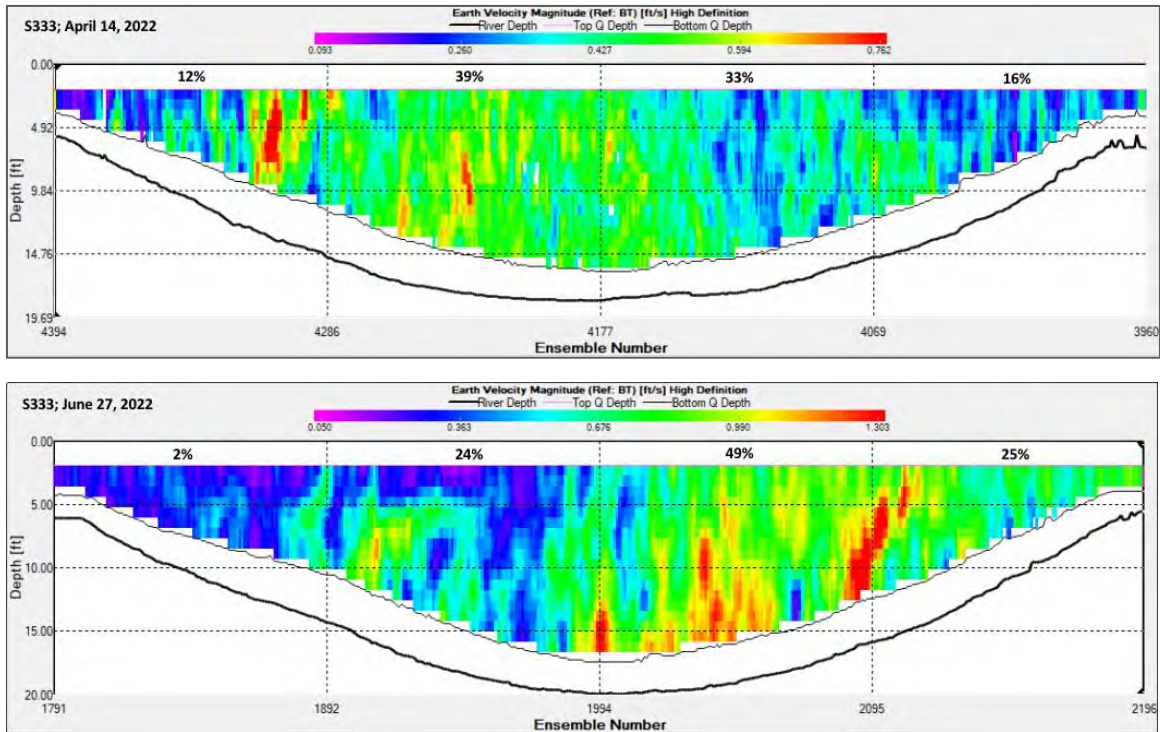 Earth Velocity Magnitude (Ref: BT) [ft/s] High Definition
S333; April 14, 2022
River Depth Top Q Depth Bottom Q Depth
0.093 0.260 0.427 0.594 0.762
0.00
12% 39% 33% 16%
4.92
Depth [ft]
9.84
14.76
19.69
4394 4286 4177 4069 3960
Ensemble Number
Earth Velocity Magnitude (Ref: BT) [ft/s] High Definition
S333; June 27, 2022
River Depth Top Q Depth Bottom Q Depth
0.050 0.363 0.676 0.990 1.303
0.00
2% 24% 49% 25%
5.00
Depth [ft]
10.00
15.00
20.00
1791 1892 1994 2095 2196
Ensemble Number